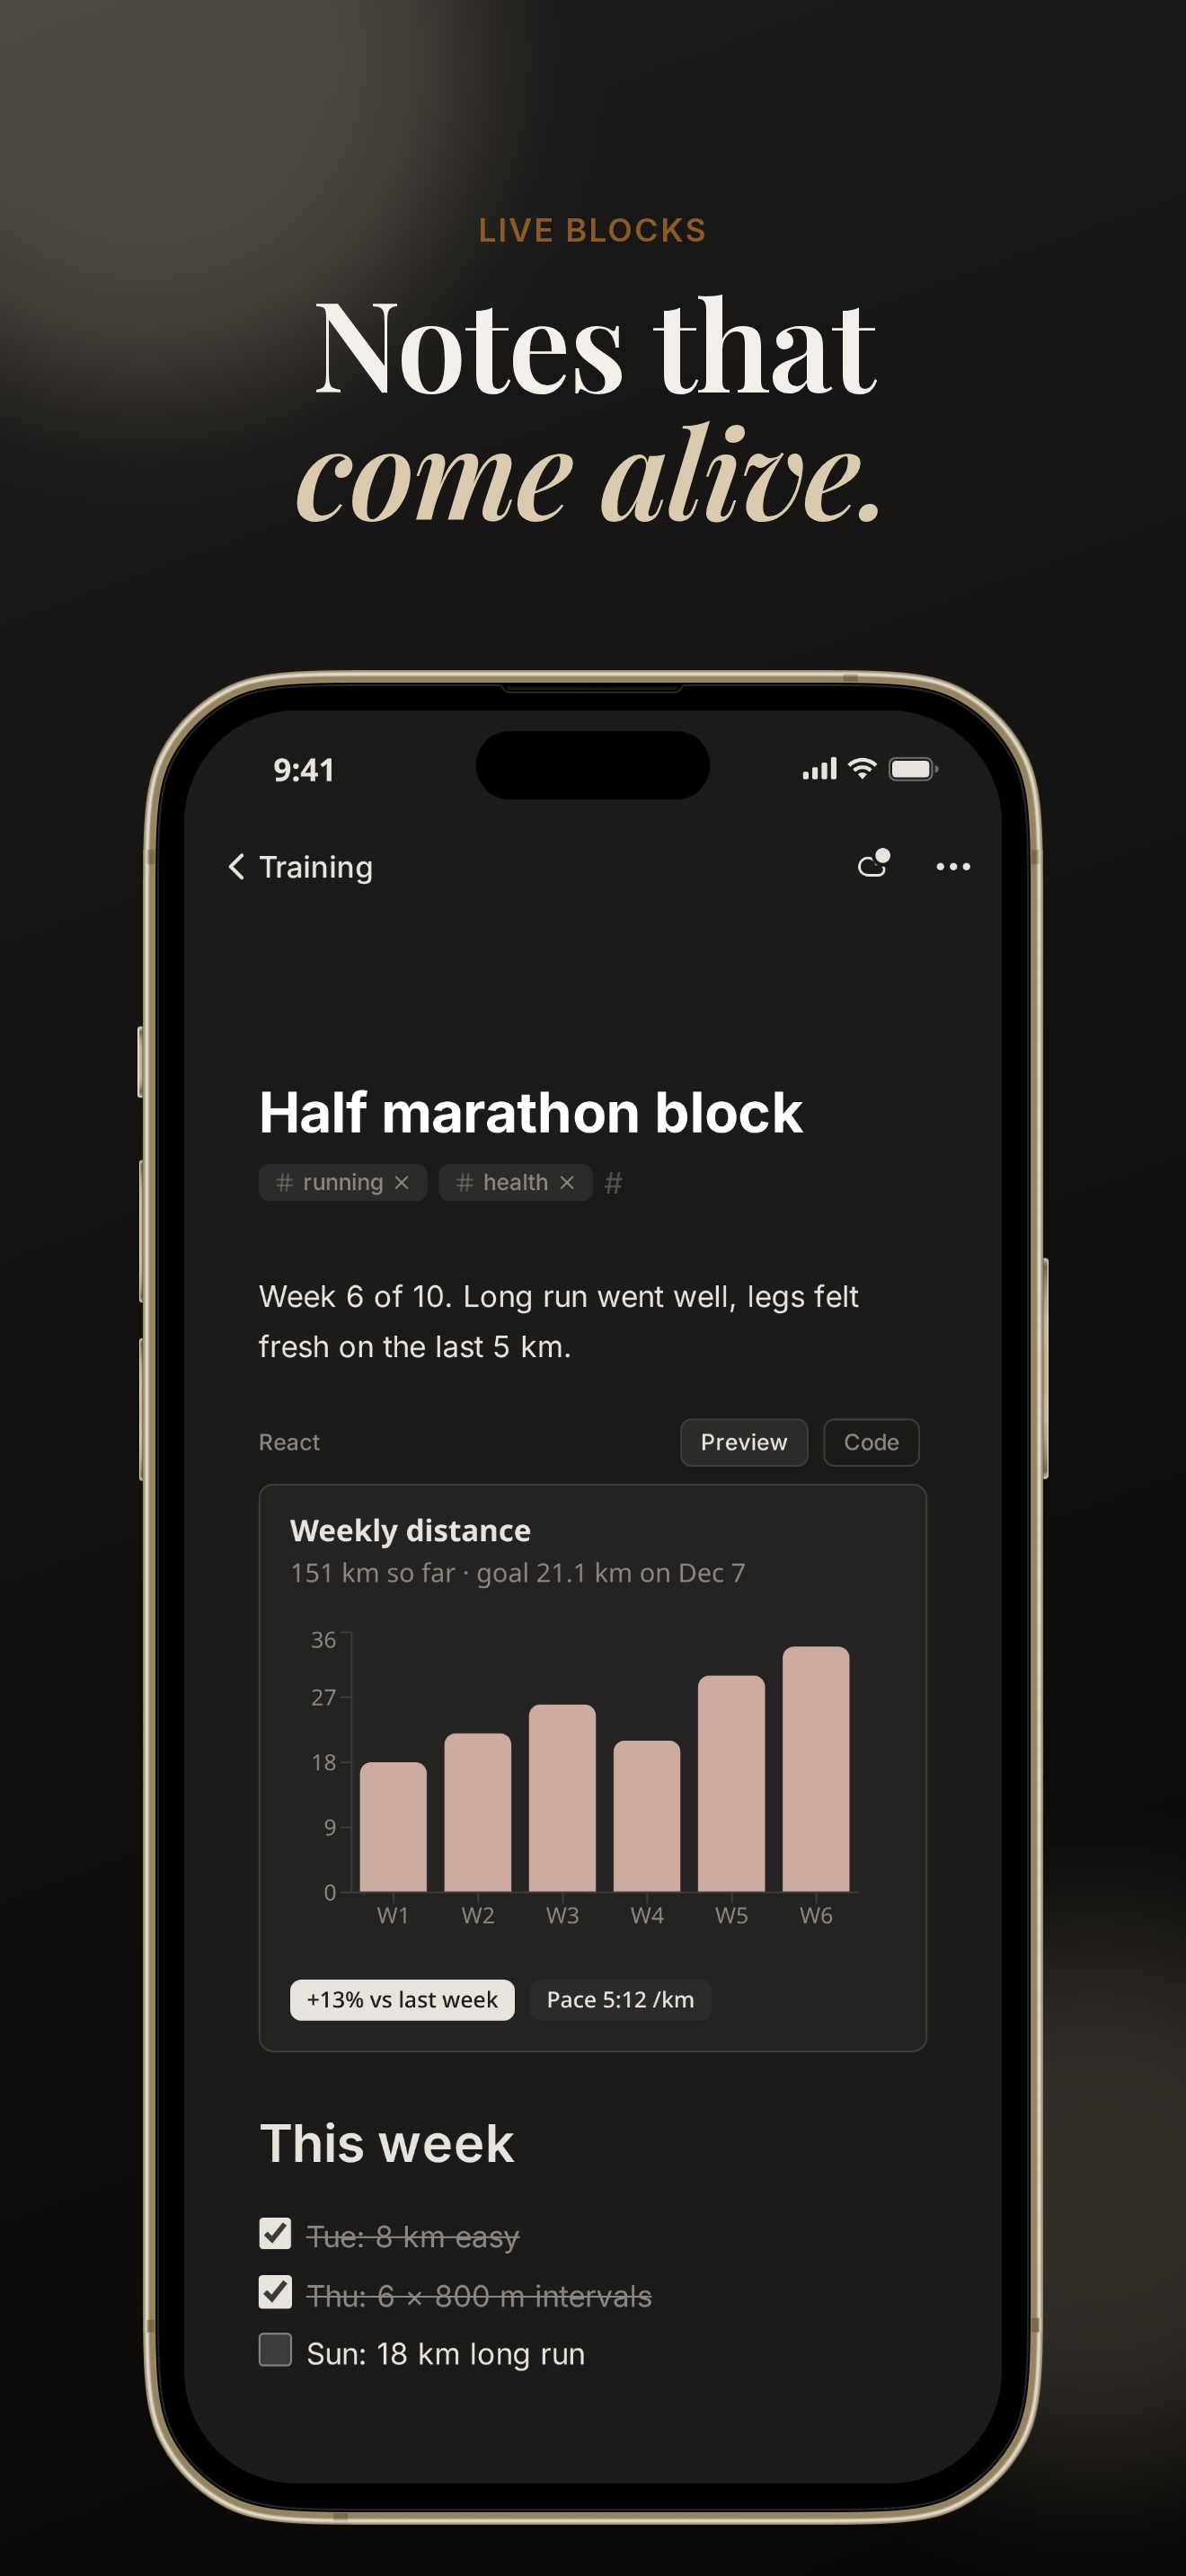 LIVE BLOCKS
Notes that
come alive.
9:41
Training
Half marathon block
# running × # health × #
Week 6 of 10. Long run went well, legs felt
fresh on the last 5 km.
React Preview Code
Weekly distance
151 km so far · goal 21.1 km on Dec 7
36
27
18
9
0
W1 W2 W3 W4 W5 W6
+13% vs last week Pace 5:12 /km
This week
Tue: 8 km easy
Thu: 6 × 800 m intervals
Sun: 18 km long run